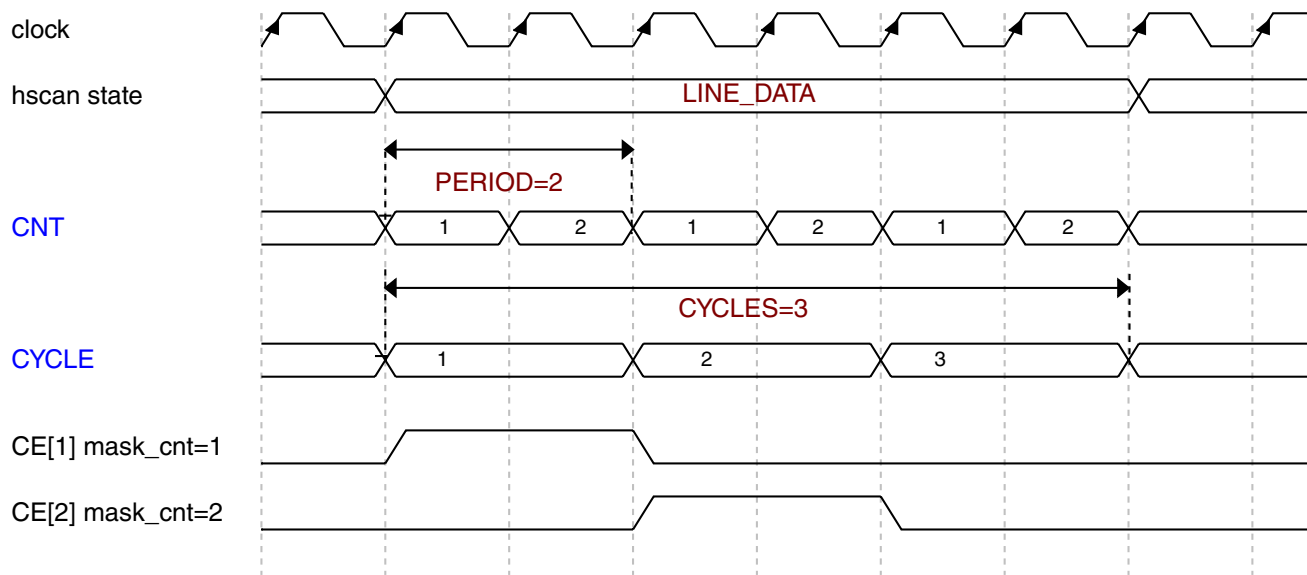 clock
hscan state LINE_DATA
PERIOD=2
CNT 1 2 1 2 1 2
CYCLES=3
CYCLE 1 2 3
CE[1] mask_cnt=1
CE[2] mask_cnt=2